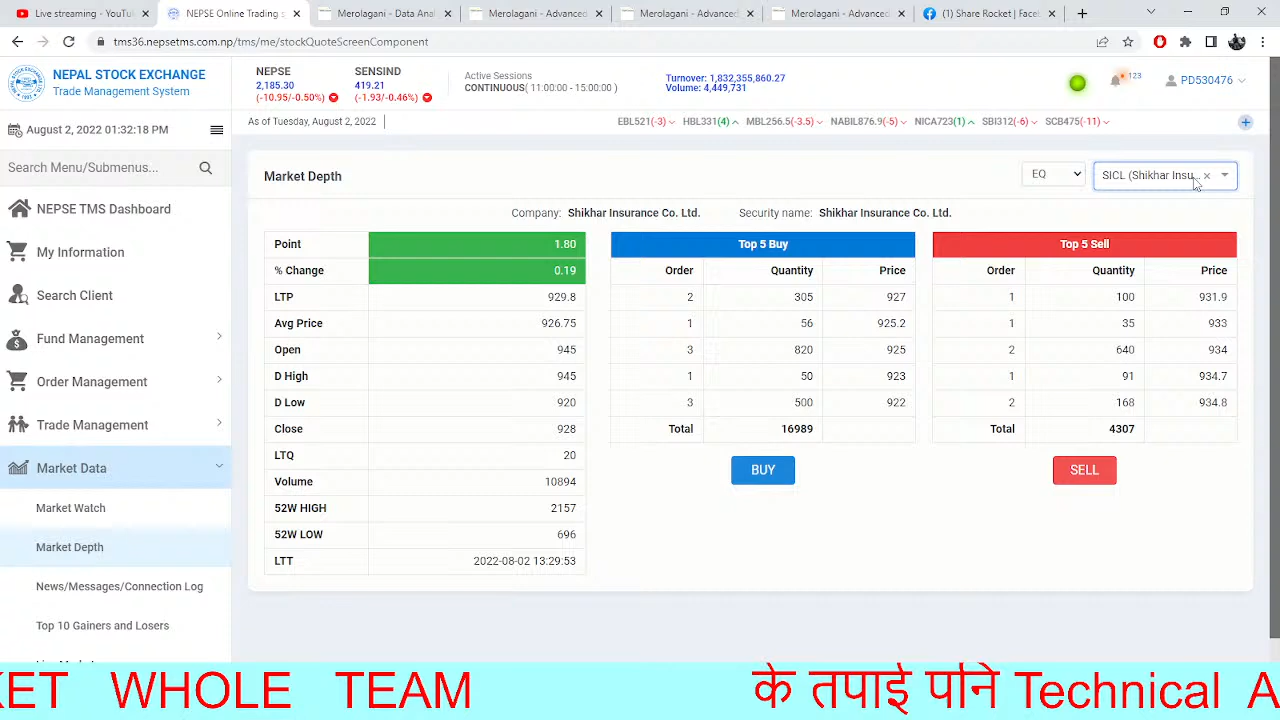 Live streaming - YouTu
NEPSE Online Trading s
Merolagani - Data Anal
Merolagani - Advanced
Merolagani - Advanced
Merolagani - Advanced
(1) Share Rocket | Face
tms36.nepsetms.com.np/tms/me/stockQuoteScreenComponent
NEPAL STOCK EXCHANGE
Trade Management System
NEPSE
2,185.30
(-10.95/-0.50%)
SENSIND
419.21
(-1.93/-0.46%)
Active Sessions
CONTINUOUS( 11:00:00 - 15:00:00 )
Turnover: 1,832,355,860.27
Volume: 4,449,731
123
PD530476
August 2, 2022 01:32:18 PM
As of Tuesday, August 2, 2022
EBL521(-3) HBL331(4) MBL256.5(-3.5) NABIL876.9(-5) NICA723(1) SBI312(-6) SCB475(-11)
Search Menu/Submenus...
NEPSE TMS Dashboard
My Information
Search Client
Fund Management
Order Management
Trade Management
Market Data
Market Watch
Market Depth
News/Messages/Connection Log
Top 10 Gainers and Losers
Market Depth
EQ
SICL (Shikhar Insu
Company: Shikhar Insurance Co. Ltd. Security name: Shikhar Insurance Co. Ltd.
Point 1.80
% Change 0.19
LTP 929.8
Avg Price 926.75
Open 945
D High 945
D Low 920
Close 928
LTQ 20
Volume 10894
52W HIGH 2157
52W LOW 696
LTT 2022-08-02 13:29:53
Top 5 Buy
Order Quantity Price
2 305 927
1 56 925.2
3 820 925
1 50 923
3 500 922
Total 16989
BUY
Top 5 Sell
Order Quantity Price
1 100 931.9
1 35 933
2 640 934
1 91 934.7
2 168 934.8
Total 4307
SELL
KET WHOLE TEAM के तपाई पनि Technical A